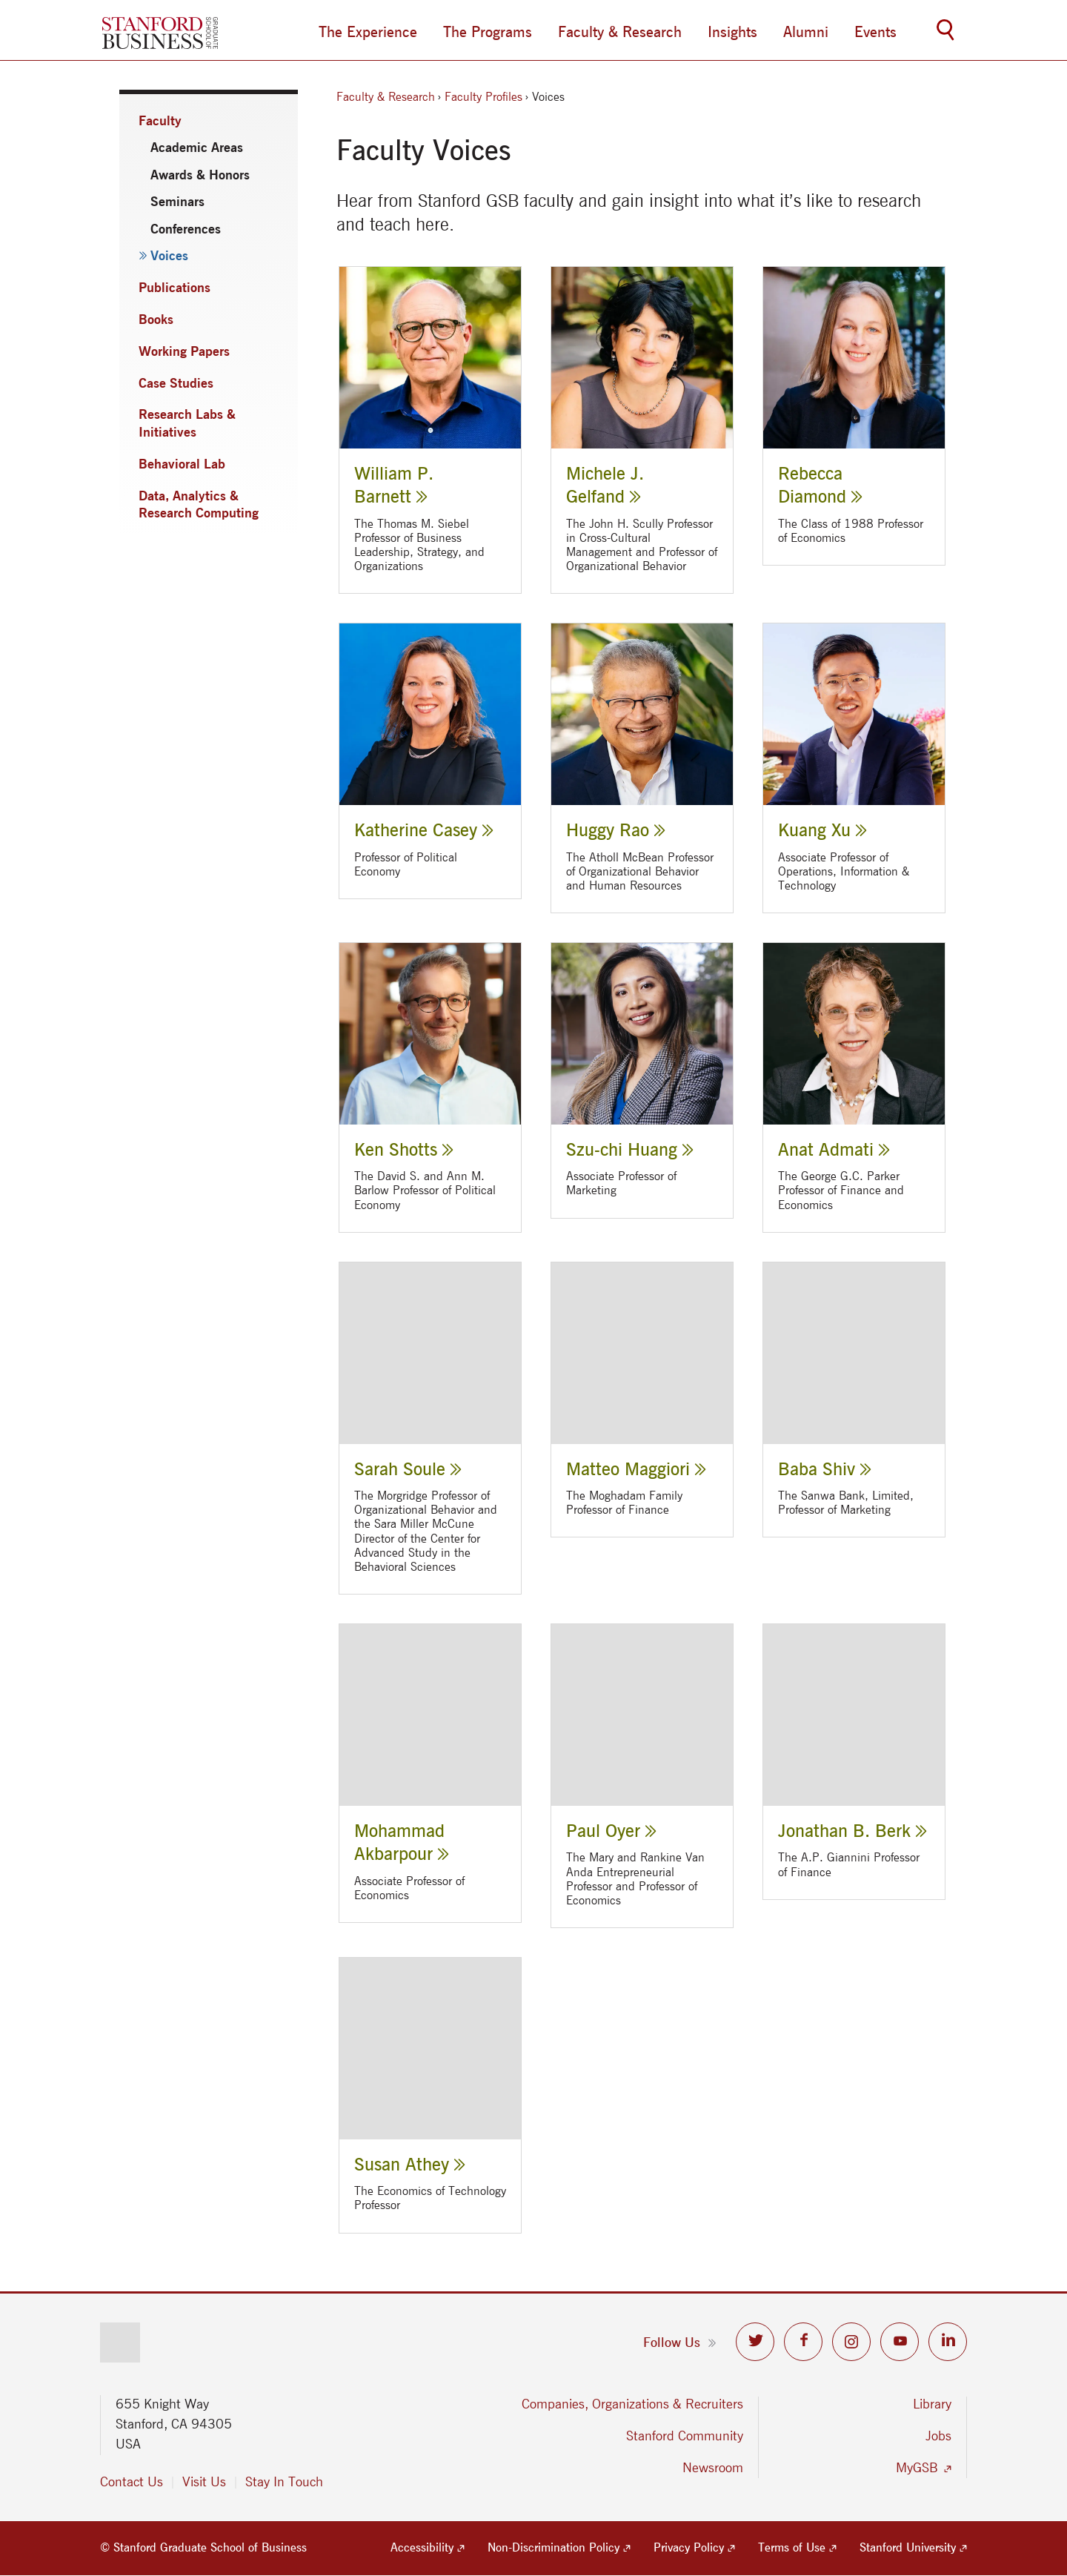 STANFORD
BUSINESS
GRADUATE
SCHOOL OF
The Experience
The Programs
Faculty & Research
Insights
Alumni
Events
Faculty
Academic Areas
Awards & Honors
Seminars
Conferences
Voices
Publications
Books
Working Papers
Case Studies
Research Labs &
Initiatives
Behavioral Lab
Data, Analytics &
Research Computing
Faculty & Research › Faculty Profiles › Voices
Faculty Voices
Hear from Stanford GSB faculty and gain insight into what it’s like to research
and teach here.
William P.
Barnett
The Thomas M. Siebel
Professor of Business
Leadership, Strategy, and
Organizations
Michele J.
Gelfand
The John H. Scully Professor
in Cross-Cultural
Management and Professor of
Organizational Behavior
Rebecca
Diamond
The Class of 1988 Professor
of Economics
Katherine Casey
Professor of Political
Economy
Huggy Rao
The Atholl McBean Professor
of Organizational Behavior
and Human Resources
Kuang Xu
Associate Professor of
Operations, Information &
Technology
Ken Shotts
The David S. and Ann M.
Barlow Professor of Political
Economy
Szu-chi Huang
Associate Professor of
Marketing
Anat Admati
The George G.C. Parker
Professor of Finance and
Economics
Sarah Soule
The Morgridge Professor of
Organizational Behavior and
the Sara Miller McCune
Director of the Center for
Advanced Study in the
Behavioral Sciences
Matteo Maggiori
The Moghadam Family
Professor of Finance
Baba Shiv
The Sanwa Bank, Limited,
Professor of Marketing
Mohammad
Akbarpour
Associate Professor of
Economics
Paul Oyer
The Mary and Rankine Van
Anda Entrepreneurial
Professor and Professor of
Economics
Jonathan B. Berk
The A.P. Giannini Professor
of Finance
Susan Athey
The Economics of Technology
Professor
Follow Us
655 Knight Way
Stanford, CA 94305
USA
Contact Us
Visit Us
Stay In Touch
Companies, Organizations & Recruiters
Stanford Community
Newsroom
Library
Jobs
MyGSB
© Stanford Graduate School of Business
Accessibility
Non-Discrimination Policy
Privacy Policy
Terms of Use
Stanford University